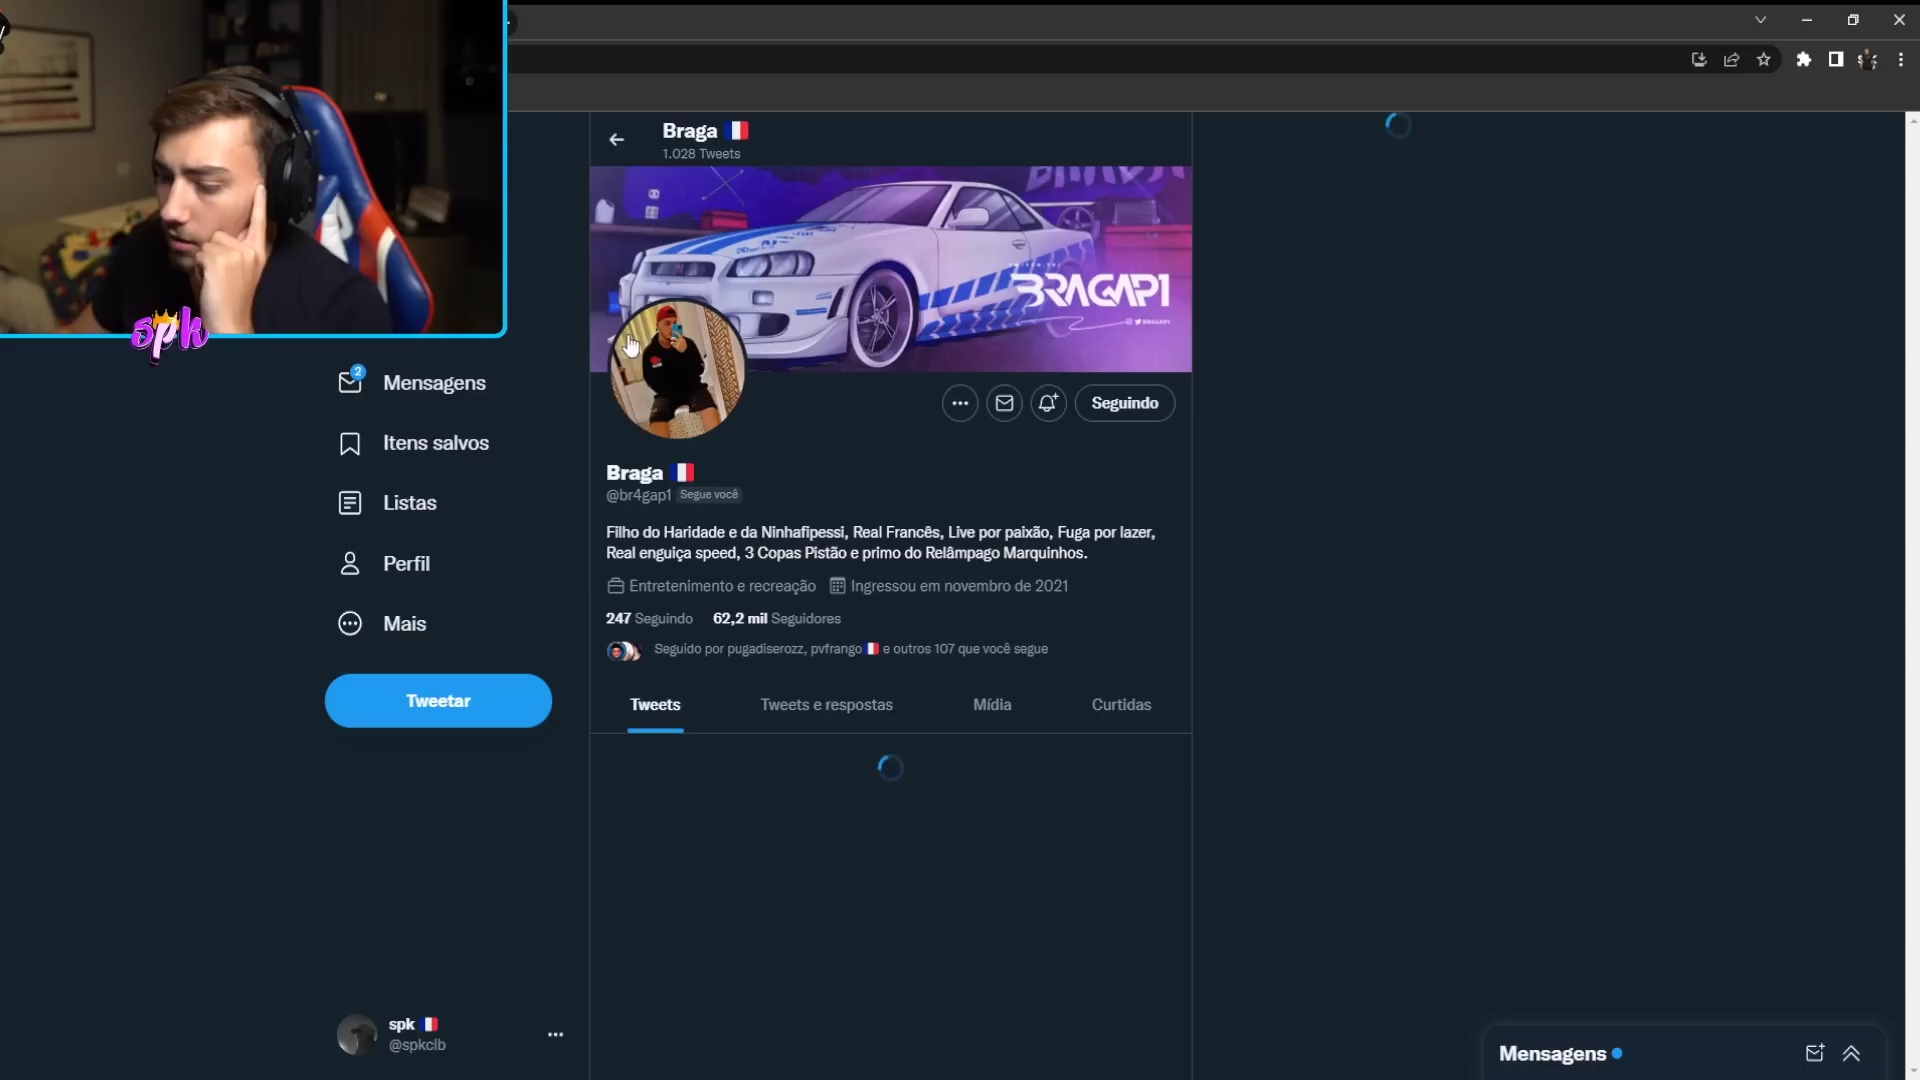 Braga
1.028 Tweets
BRAGAP1
BRAGAP1
spk
2
Mensagens
Itens salvos
Listas
Perfil
Mais
Tweetar
Seguindo
Braga
@br4gap1 Segue você
Filho do Haridade e da Ninhafipessi, Real Francês, Live por paixão, Fuga por lazer,
Real enguiça speed, 3 Copas Pistão e primo do Relâmpago Marquinhos.
Entretenimento e recreação Ingressou em novembro de 2021
247 Seguindo 62,2 mil Seguidores
Seguido por pugadiserozz, pvfrango e outros 107 que você segue
Tweets Tweets e respostas Mídia Curtidas
spk
@spkclb
Mensagens